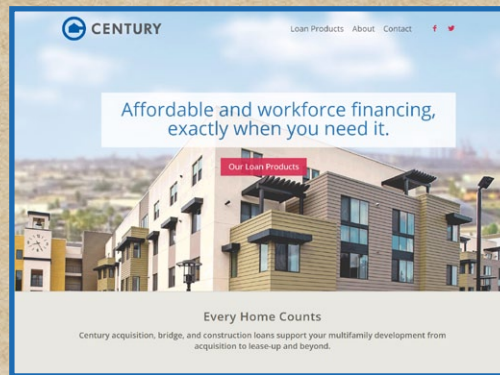 CENTURY
Loan Products About Contact
Affordable and workforce financing,
exactly when you need it.
Our Loan Products
Every Home Counts
Century acquisition, bridge, and construction loans support your multifamily development from
acquisition to lease-up and beyond.